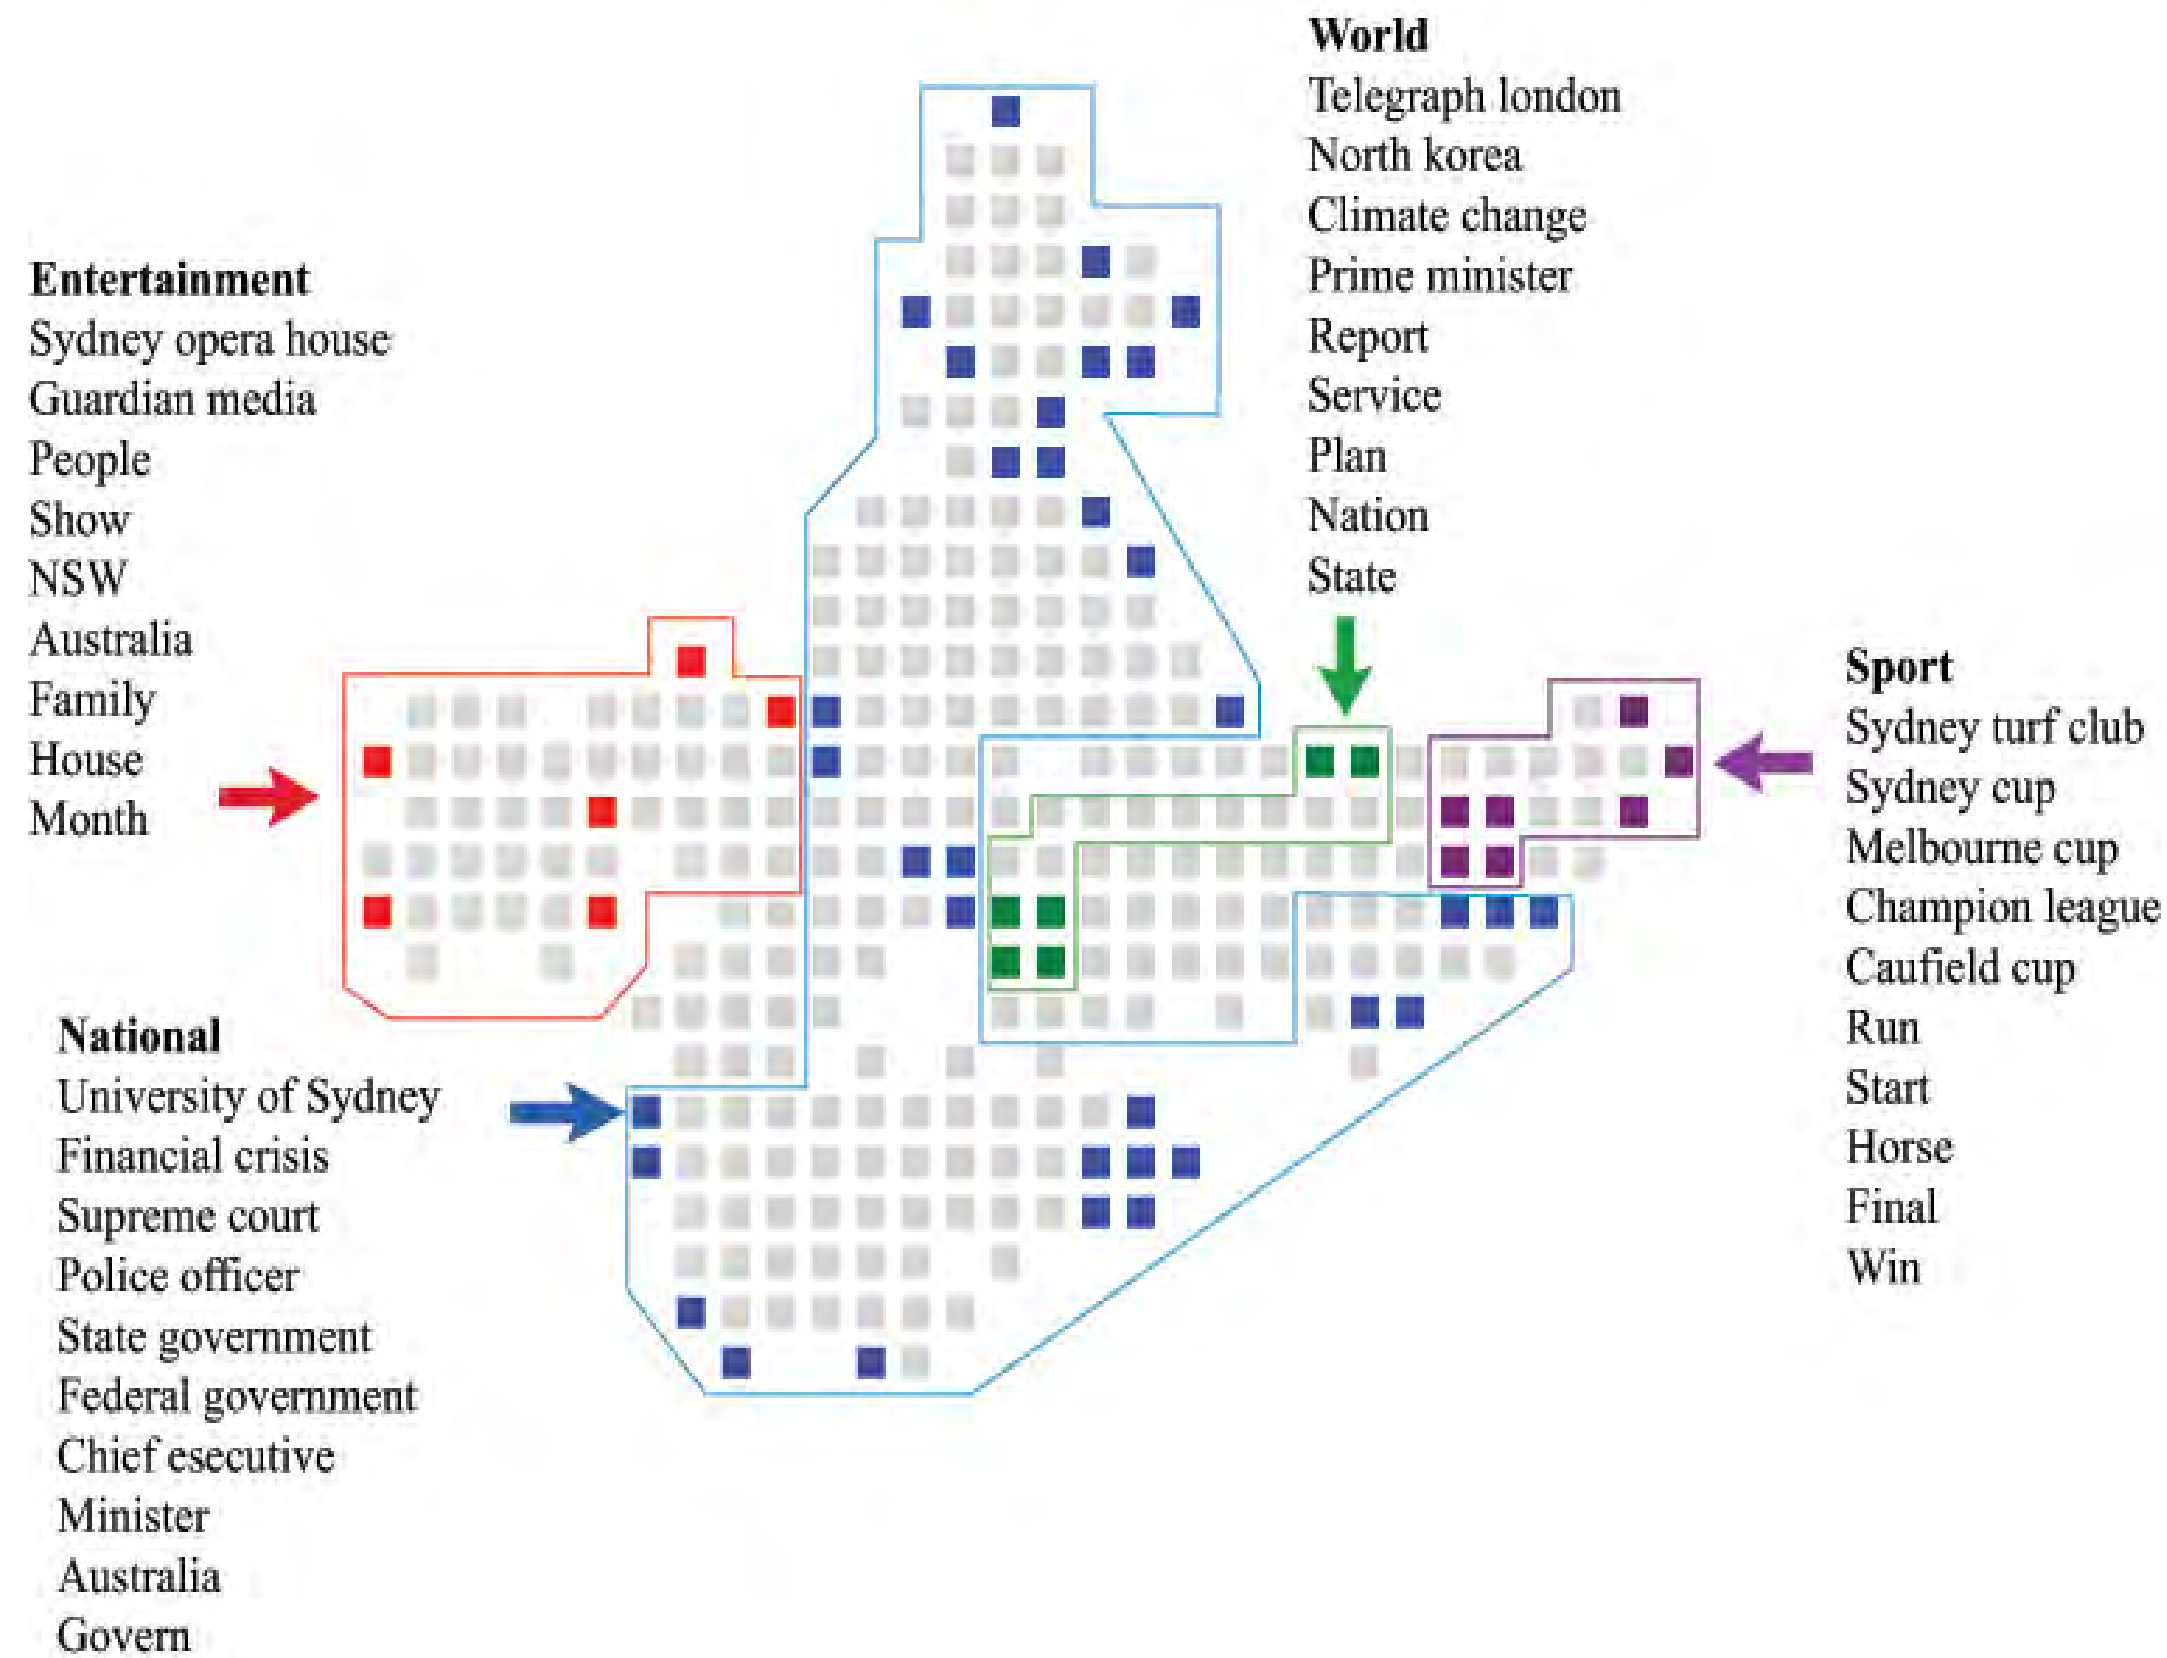 World
Telegraph london
North korea
Climate change
Prime minister
Report
Service
Plan
Nation
State
Entertainment
Sydney opera house
Guardian media
People
Show
NSW
Australia
Family
House
Month
Sport
Sydney turf club
Sydney cup
Melbourne cup
Champion league
Caufield cup
Run
Start
Horse
Final
Win
National
University of Sydney
Financial crisis
Supreme court
Police officer
State government
Federal government
Chief esecutive
Minister
Australia
Govern